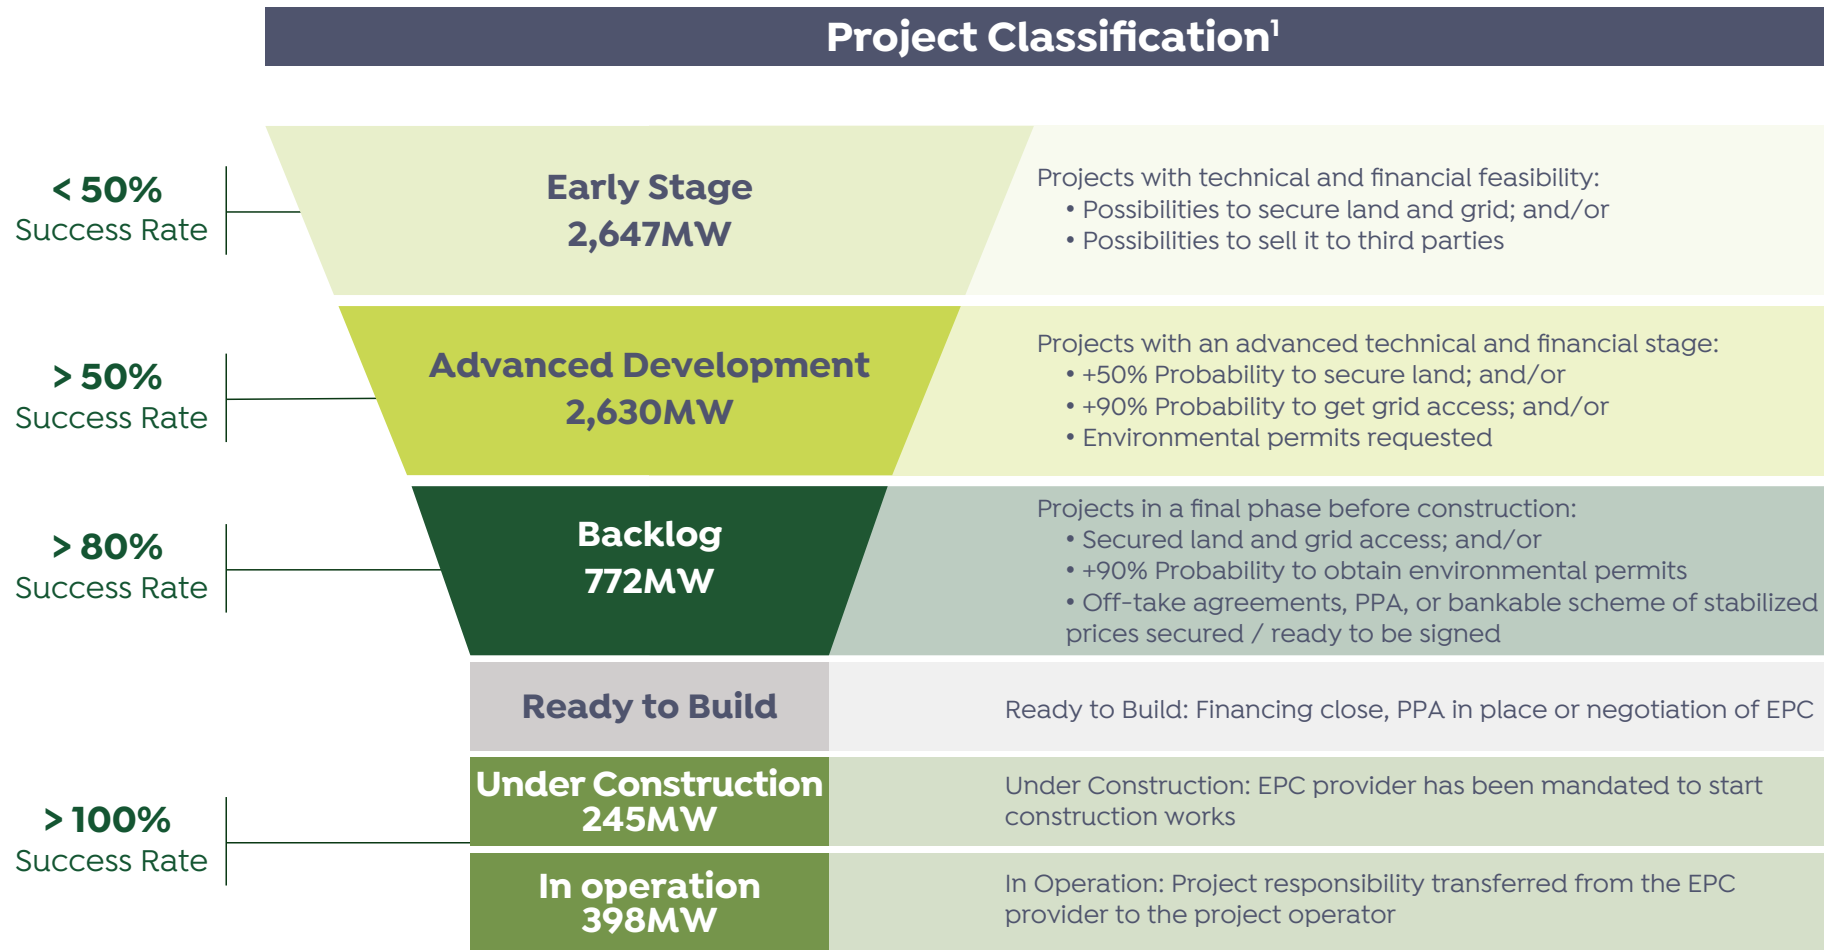 Project Classification¹
< 50%
Success Rate
Early Stage
2,647MW
Projects with technical and financial feasibility:
• Possibilities to secure land and grid; and/or
• Possibilities to sell it to third parties
> 50%
Success Rate
Advanced Development
2,630MW
Projects with an advanced technical and financial stage:
• +50% Probability to secure land; and/or
• +90% Probability to get grid access; and/or
• Environmental permits requested
> 80%
Success Rate
Backlog
772MW
Projects in a final phase before construction:
• Secured land and grid access; and/or
• +90% Probability to obtain environmental permits
• Off-take agreements, PPA, or bankable scheme of stabilized
prices secured / ready to be signed
Ready to Build
Ready to Build: Financing close, PPA in place or negotiation of EPC
> 100%
Success Rate
Under Construction
245MW
Under Construction: EPC provider has been mandated to start
construction works
In operation
398MW
In Operation: Project responsibility transferred from the EPC
provider to the project operator